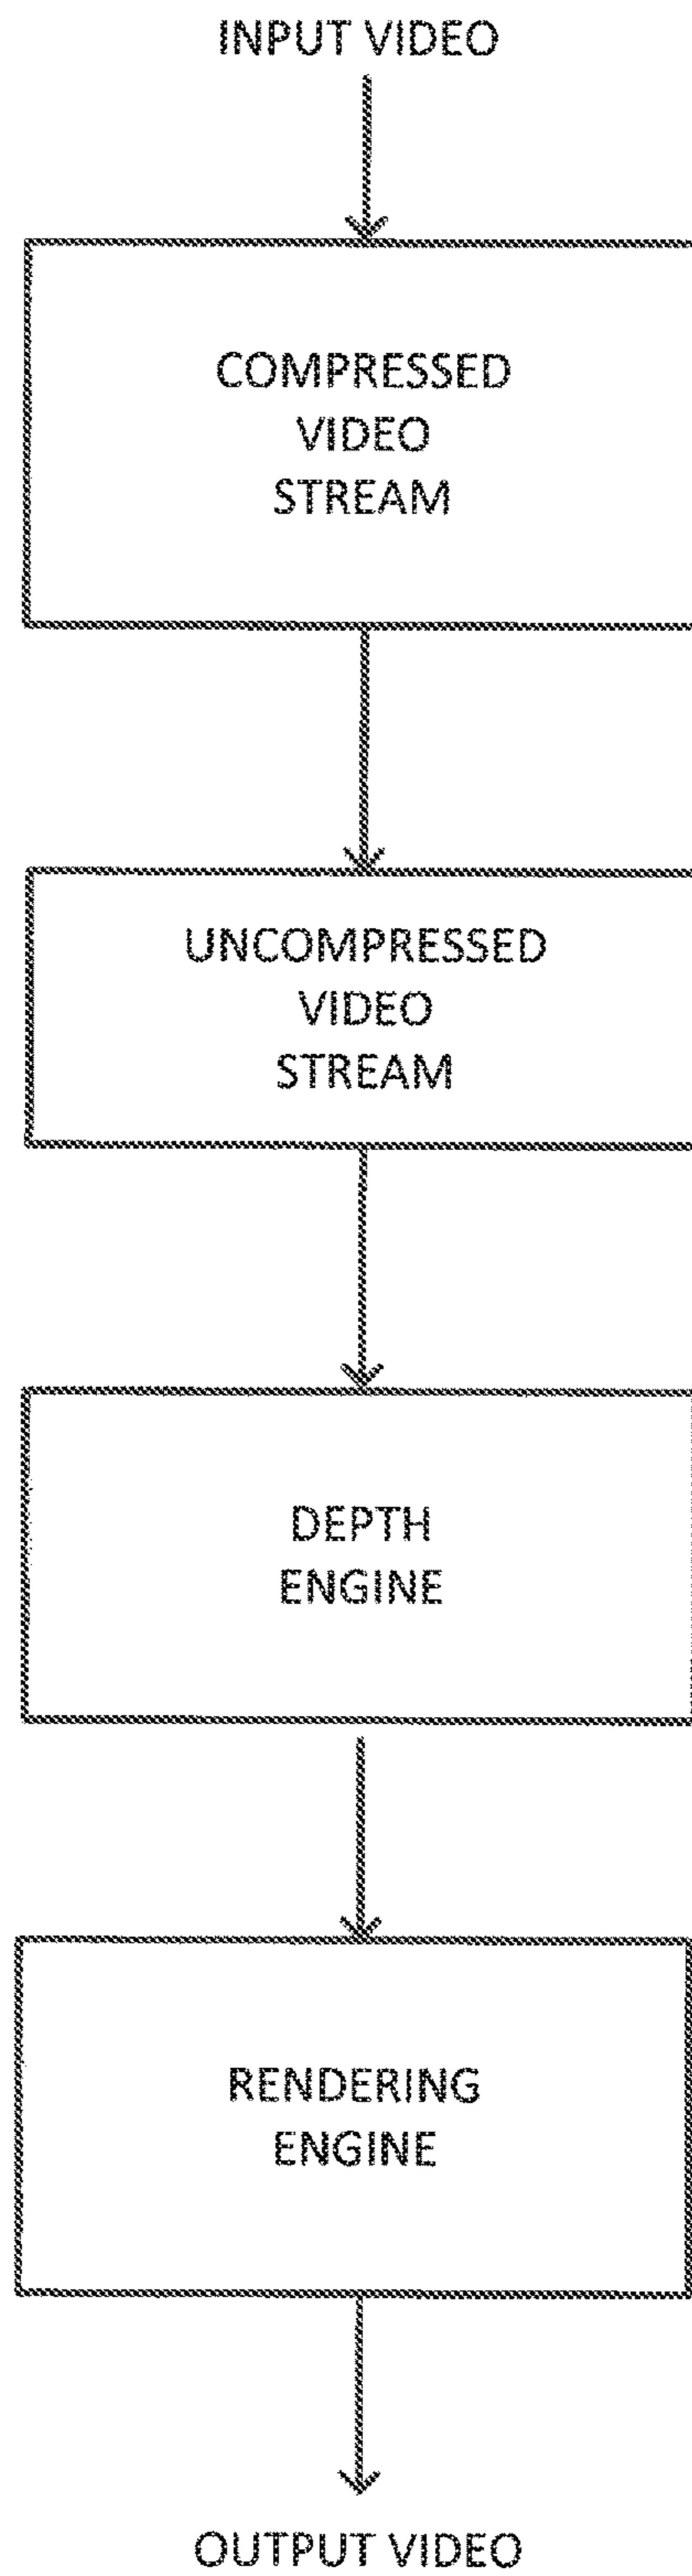 INPUT VIDEO
COMPRESSED
VIDEO
STREAM
UNCOMPRESSED
VIDEO
STREAM
DEPTH
ENGINE
RENDERING
ENGINE
OUTPUT VIDEO